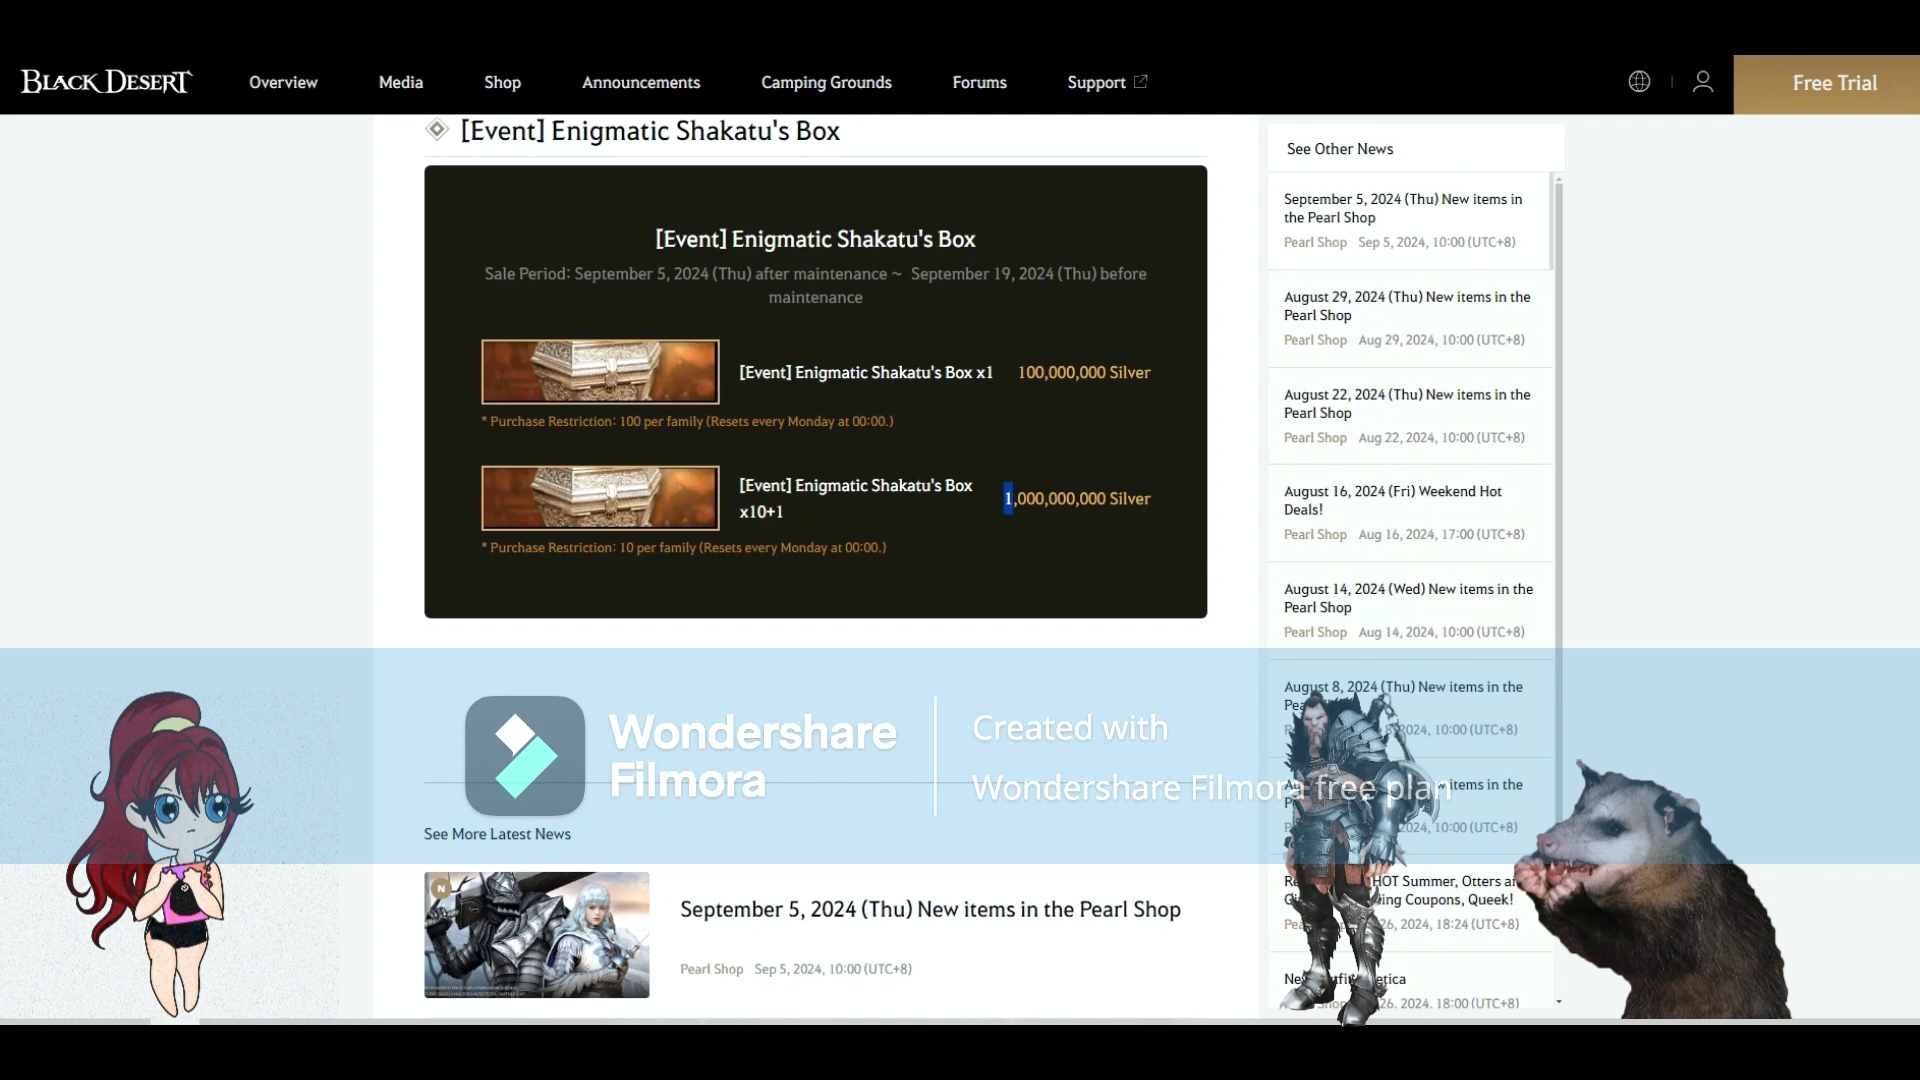 BLACK DESERT
Overview
Media
Shop
Announcements
Camping Grounds
Forums
Support
Free Trial
[Event] Enigmatic Shakatu's Box
[Event] Enigmatic Shakatu's Box
Sale Period: September 5, 2024 (Thu) after maintenance ~ September 19, 2024 (Thu) before
maintenance
[Event] Enigmatic Shakatu's Box x1 100,000,000 Silver
* Purchase Restriction: 100 per family (Resets every Monday at 00:00.)
[Event] Enigmatic Shakatu's Box
x10+1
1,000,000,000 Silver
* Purchase Restriction: 10 per family (Resets every Monday at 00:00.)
See Other News
September 5, 2024 (Thu) New items in
the Pearl Shop
Pearl Shop Sep 5, 2024, 10:00 (UTC+8)
August 29, 2024 (Thu) New items in the
Pearl Shop
Pearl Shop Aug 29, 2024, 10:00 (UTC+8)
August 22, 2024 (Thu) New items in the
Pearl Shop
Pearl Shop Aug 22, 2024, 10:00 (UTC+8)
August 16, 2024 (Fri) Weekend Hot
Deals!
Pearl Shop Aug 16, 2024, 17:00 (UTC+8)
August 14, 2024 (Wed) New items in the
Pearl Shop
Pearl Shop Aug 14, 2024, 10:00 (UTC+8)
August 8, 2024 (Thu) New items in the
2024, 10:00 (UTC+8)
items in the
2024, 10:00 (UTC+8)
HOT Summer, Otters
Coupons, Queek!
26, 2024, 18:24 (UTC+8)
26, 2024, 18:00 (UTC+8)
Wondershare
Filmora
Created with
Wondershare Filmora free plan
See More Latest News
N
September 5, 2024 (Thu) New items in the Pearl Shop
Pearl Shop Sep 5, 2024, 10:00 (UTC+8)